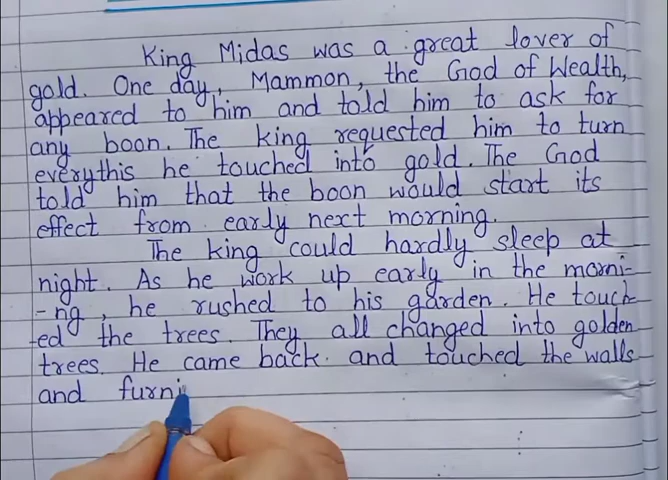 King Midas was a great lover of
gold. One day, Mammon, the God of Wealth,
appeared to him and told him to ask for
any boon. The king requested him to turn
everythis he touched into gold. The God
told him that the boon would start its
effect from early next morning.
The king could hardly sleep at
night. As he work up early in the morni-
-ng, he rushed to his garden. He touch-
-ed the trees. They all changed into golden
trees. He came back and touched the walls
and furni